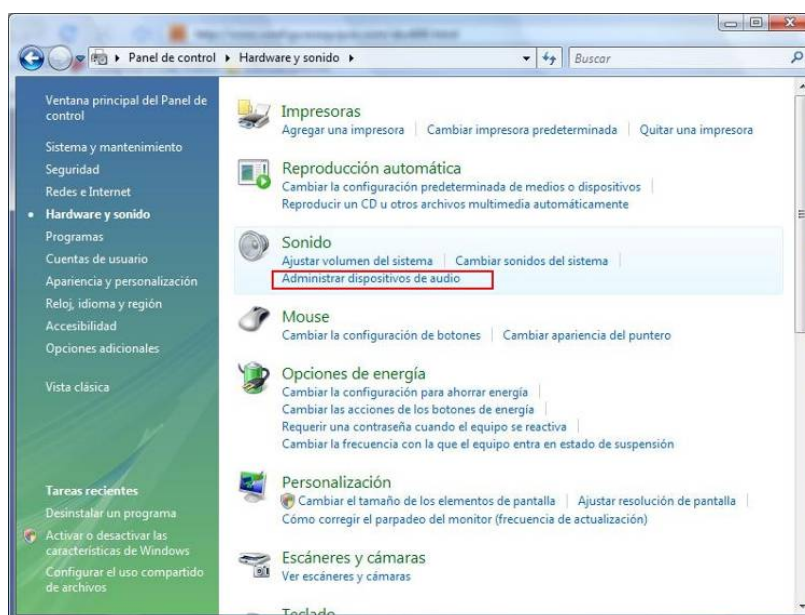 Panel de control ▸ Hardware y sonido ▸
Buscar
Ventana principal del Panel de
control
Sistema y mantenimiento
Seguridad
Redes e Internet
Hardware y sonido
Programas
Cuentas de usuario
Apariencia y personalización
Reloj, idioma y región
Accesibilidad
Opciones adicionales
Vista clásica
Tareas recientes
Desinstalar un programa
Activar o desactivar las
características de Windows
Configurar el uso compartido
de archivos
Impresoras
Agregar una impresora | Cambiar impresora predeterminada | Quitar una impresora
Reproducción automática
Cambiar la configuración predeterminada de medios o dispositivos |
Reproducir un CD u otros archivos multimedia automáticamente
Sonido
Ajustar volumen del sistema | Cambiar sonidos del sistema |
Administrar dispositivos de audio
Mouse
Cambiar la configuración de botones | Cambiar apariencia del puntero
Opciones de energía
Cambiar la configuración para ahorrar energía |
Cambiar las acciones de los botones de energía |
Requerir una contraseña cuando el equipo se reactiva |
Cambiar la frecuencia con la que el equipo entra en estado de suspensión
Personalización
Cambiar el tamaño de los elementos de pantalla | Ajustar resolución de pantalla |
Cómo corregir el parpadeo del monitor (frecuencia de actualización)
Escáneres y cámaras
Ver escáneres y cámaras
Teclado